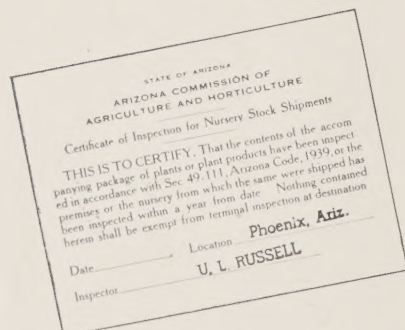 STATE OF ARIZONA
ARIZONA COMMISSION OF
AGRICULTURE AND HORTICULTURE
Certificate of Inspection for Nursery Stock Shipments
THIS IS TO CERTIFY, That the contents of the accom
panying package of plants or plant products have been inspect
ed in accordance with Sec 49.111, Arizona Code, 1939, or the
premises or the nursery from which the same were shipped has
been inspected within a year from date Nothing contained
herein shall be exempt from terminal inspection at destination
Date Location Phoenix, Ariz.
Inspector U. L. RUSSELL